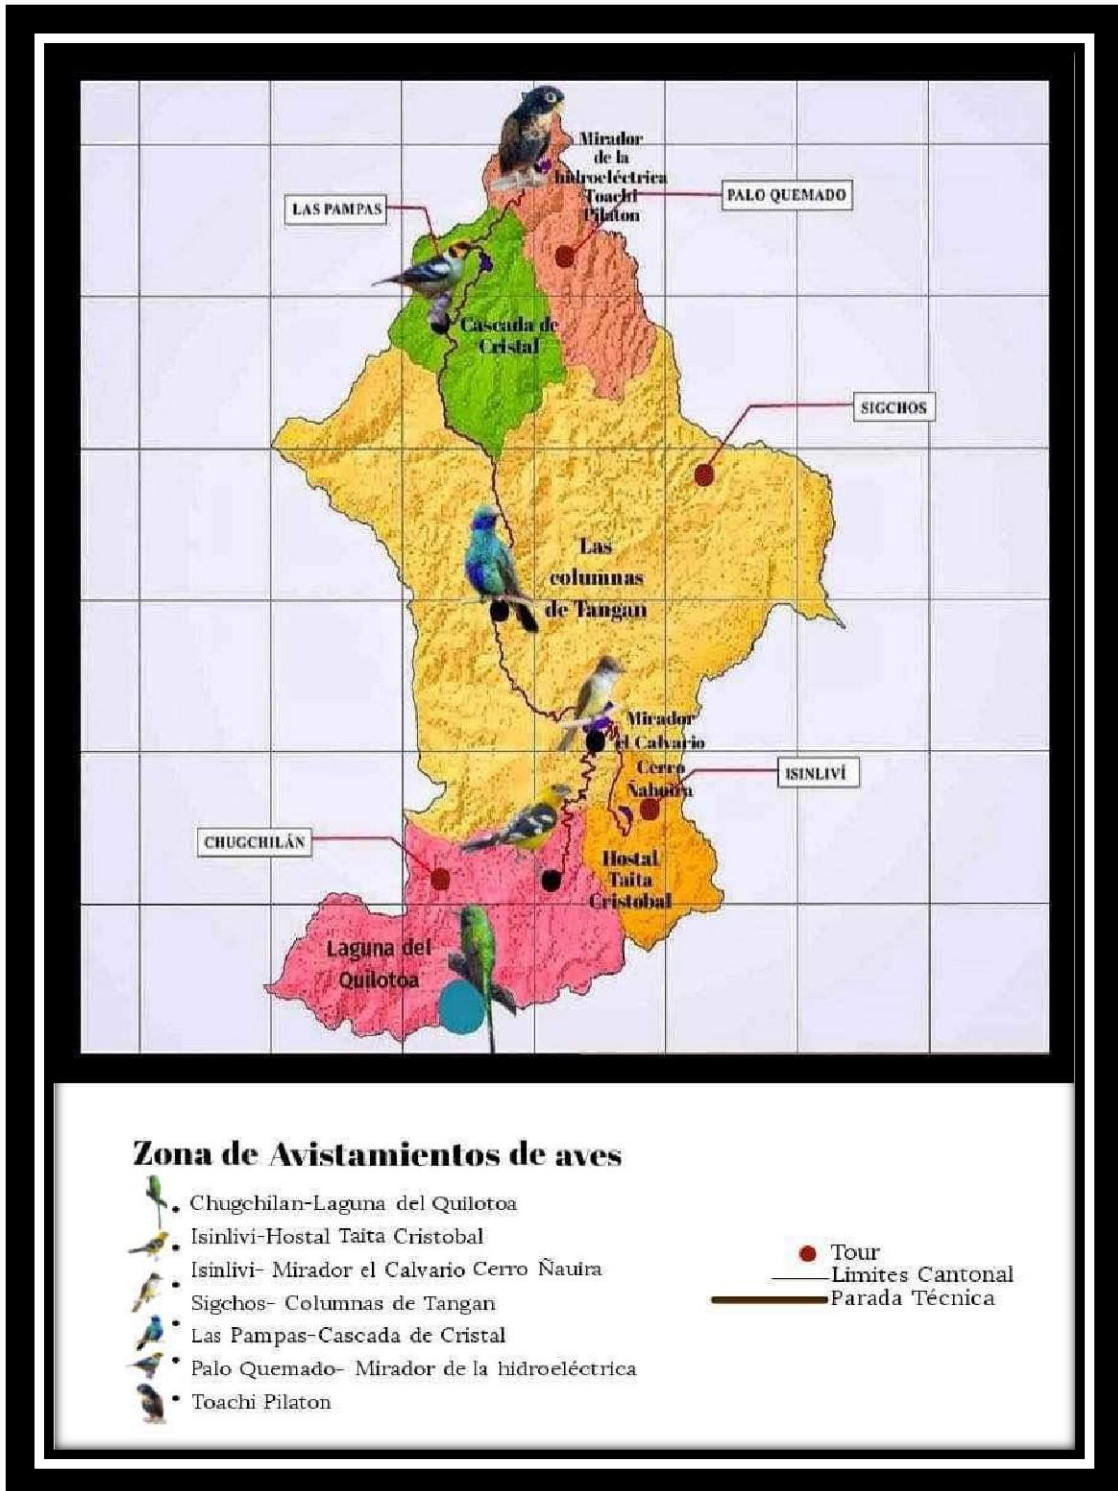 Mirador
de la
hidroeléctrica
Toachi
Pilaton
PALO QUEMADO
LAS PAMPAS
Cascada de
Cristal
SIGCHOS
Las
columnas
de Tangan
Mirador
el Calvario
Cerro
Ñahuira
ISINLIVÍ
CHUGCHILÁN
Hostal
Taita
Cristobal
Laguna del
Quilotoa
Zona de Avistamientos de aves
Chugchilan-Laguna del Quilotoa
Isinlivi-Hostal Taita Cristobal
Isinlivi- Mirador el Calvario Cerro Ñauira
Sigchos- Columnas de Tangan
Las Pampas-Cascada de Cristal
Palo Quemado- Mirador de la hidroeléctrica
Toachi Pilaton
Tour
Limites Cantonal
Parada Técnica